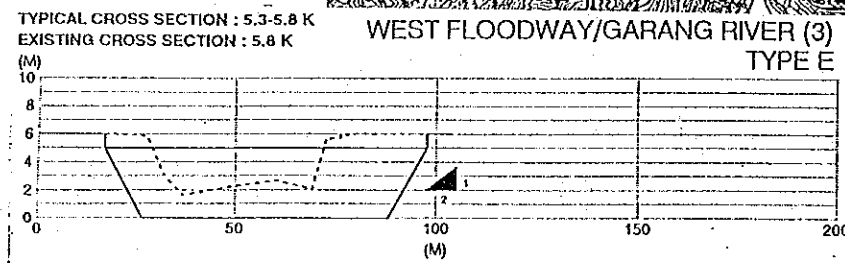 TYPICAL CROSS SECTION : 5.3-5.8 K
EXISTING CROSS SECTION : 5.8 K
WEST FLOODWAY/GARANG RIVER (3)
TYPE E
(M)
10
8
6
4
2
0
1
2
0 50 100 150 200
(M)